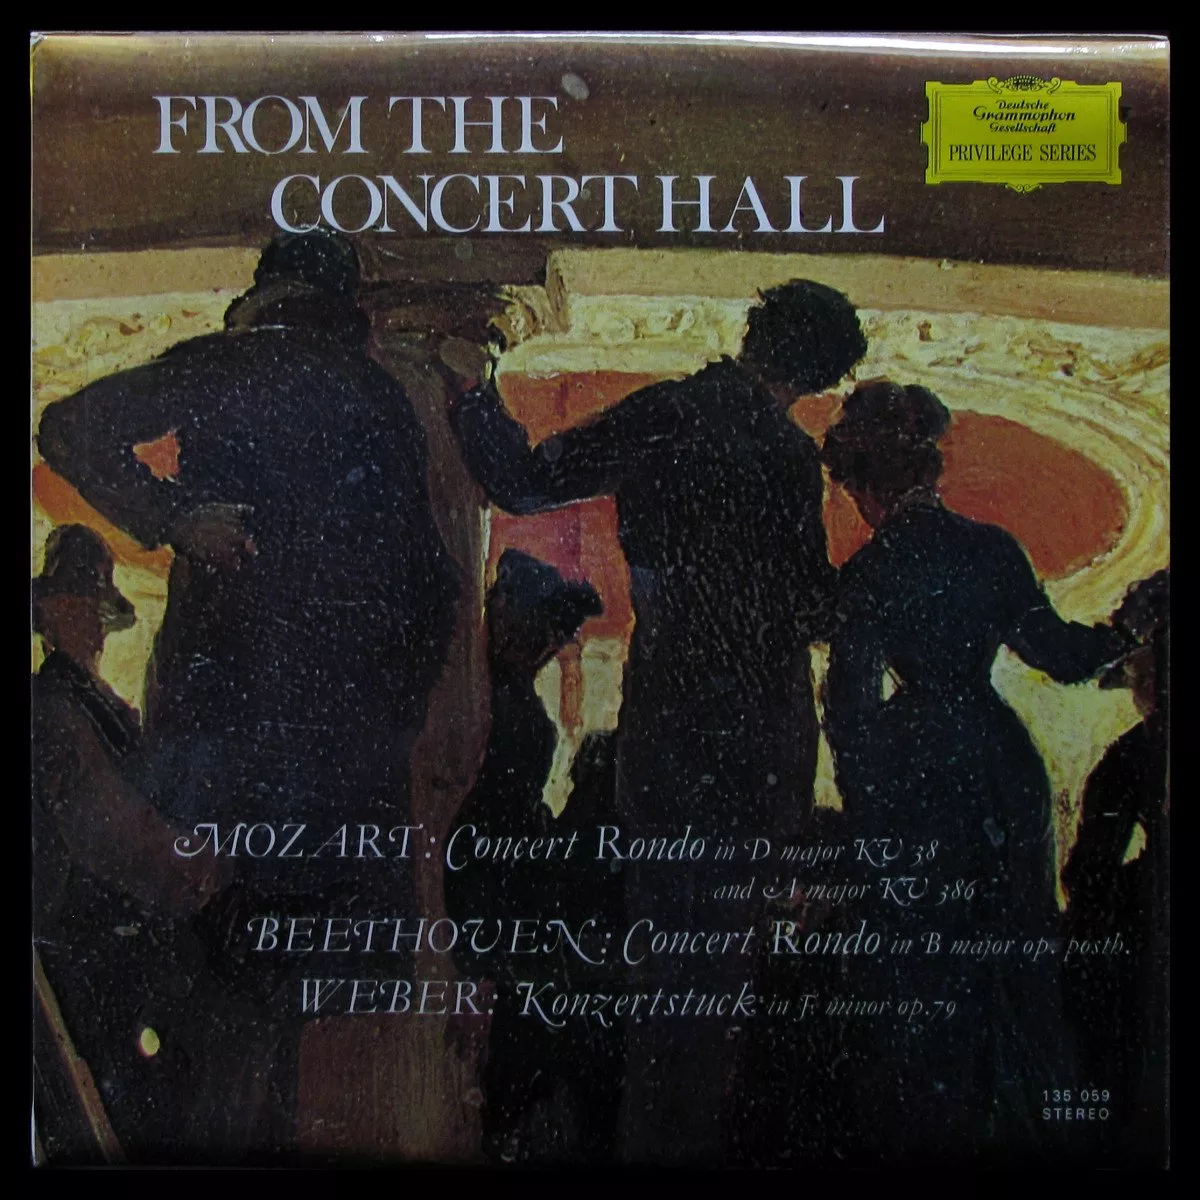 FROM THE
CONCERT HALL
Deutsche
Grammophon
Gesellschaft
PRIVILEGE SERIES
MOZART: Concert Rondo in D major KV 38
and A major KV 386
BEETHOVEN: Concert Rondo in B major op. posth.
WEBER: Konzertstuck in F minor op.79
135 059
STEREO